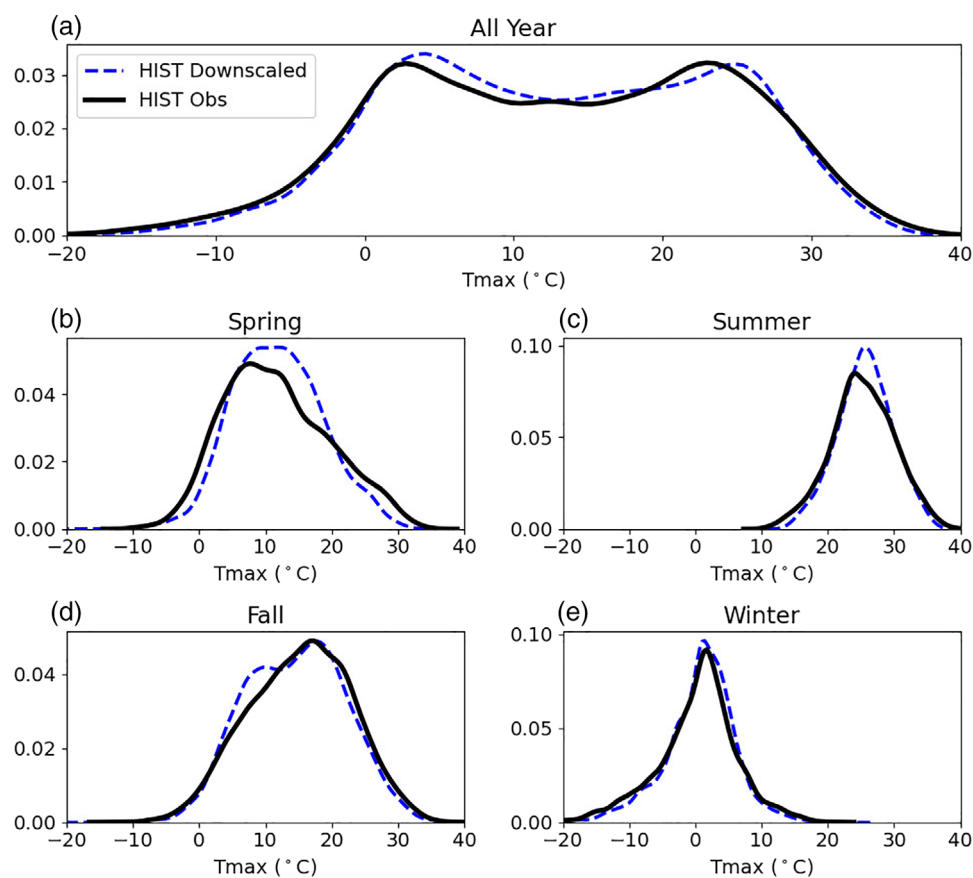 (a)
All Year
HIST Downscaled
HIST Obs
0.03
0.02
0.01
0.00
−20 −10 0 10 20 30 40
Tmax (°C)
(b)
Spring
0.04
0.02
0.00
−20 −10 0 10 20 30 40
Tmax (°C)
(c)
Summer
0.10
0.05
0.00
−20 −10 0 10 20 30 40
Tmax (°C)
(d)
Fall
0.04
0.02
0.00
−20 −10 0 10 20 30 40
Tmax (°C)
(e)
Winter
0.10
0.05
0.00
−20 −10 0 10 20 30 40
Tmax (°C)